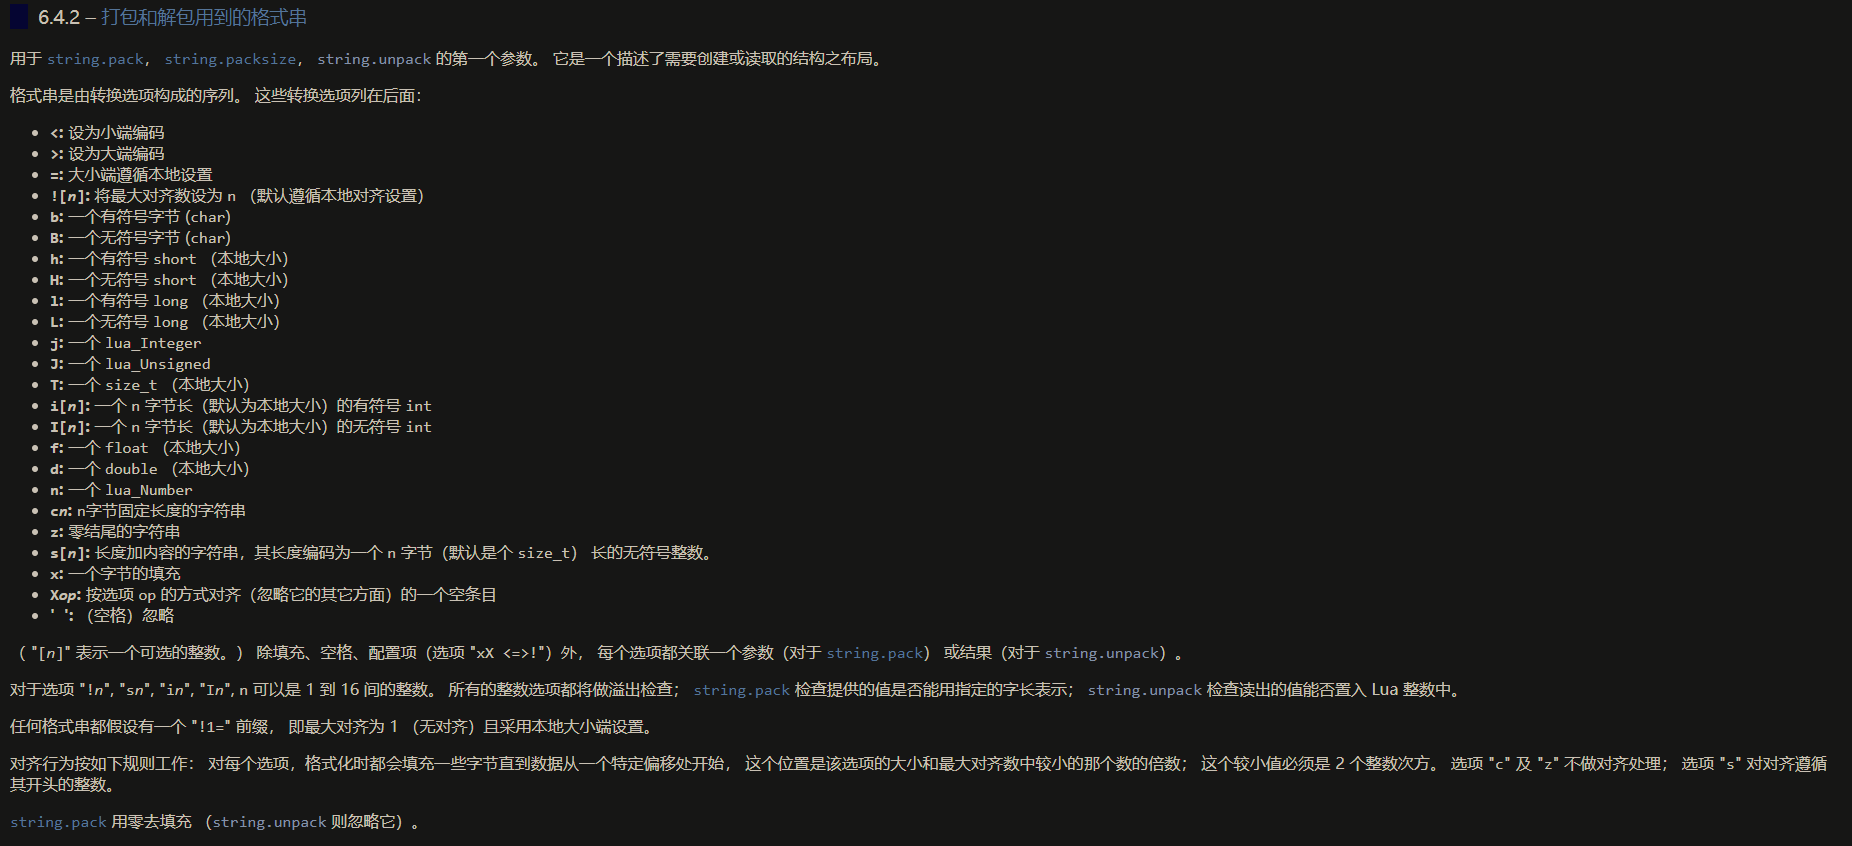 6.4.2 – 打包和解包用到的格式串
用于 string.pack， string.packsize， string.unpack 的第一个参数。 它是一个描述了需要创建或读取的结构之布局。
格式串是由转换选项构成的序列。 这些转换选项列在后面：
<: 设为小端编码
>: 设为大端编码
=: 大小端遵循本地设置
![n]: 将最大对齐数设为 n （默认遵循本地对齐设置）
b: 一个有符号字节 (char)
B: 一个无符号字节 (char)
h: 一个有符号 short （本地大小）
H: 一个无符号 short （本地大小）
l: 一个有符号 long （本地大小）
L: 一个无符号 long （本地大小）
j: 一个 lua_Integer
J: 一个 lua_Unsigned
T: 一个 size_t （本地大小）
i[n]: 一个 n 字节长（默认为本地大小）的有符号 int
I[n]: 一个 n 字节长（默认为本地大小）的无符号 int
f: 一个 float （本地大小）
d: 一个 double （本地大小）
n: 一个 lua_Number
cn: n字节固定长度的字符串
z: 零结尾的字符串
s[n]: 长度加内容的字符串，其长度编码为一个 n 字节（默认是个 size_t） 长的无符号整数。
x: 一个字节的填充
Xop: 按选项 op 的方式对齐（忽略它的其它方面）的一个空条目
' ': （空格）忽略
（ "[n]" 表示一个可选的整数。） 除填充、空格、配置项（选项 "xX <=>!"）外， 每个选项都关联一个参数（对于 string.pack） 或结果（对于 string.unpack）。
对于选项 "!n", "sn", "in", "In", n 可以是 1 到 16 间的整数。 所有的整数选项都将做溢出检查； string.pack 检查提供的值是否能用指定的字长表示； string.unpack 检查读出的值能否置入 Lua 整数中。
任何格式串都假设有一个 "!1=" 前缀， 即最大对齐为 1 （无对齐）且采用本地大小端设置。
对齐行为按如下规则工作： 对每个选项，格式化时都会填充一些字节直到数据从一个特定偏移处开始， 这个位置是该选项的大小和最大对齐数中较小的那个数的倍数； 这个较小值必须是 2 个整数次方。 选项 "c" 及 "z" 不做对齐处理； 选项 "s" 对对齐遵循
其开头的整数。
string.pack 用零去填充 （string.unpack 则忽略它）。